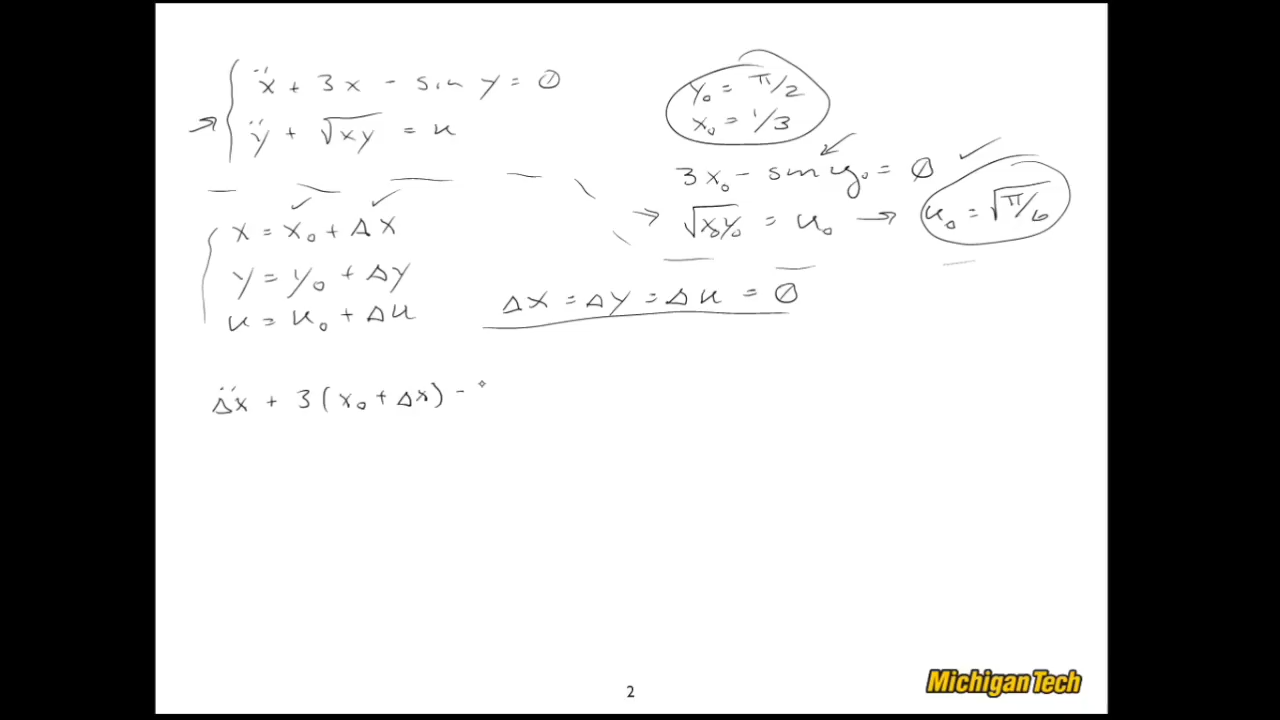 ẍ + 3x - sin y = 0
ÿ + √xy = u
y₀ = π/2
x₀ = 1/3
3x₀ - sin y₀ = 0
√x₀y₀ = u₀ → u₀ = √π/6
x = x₀ + Δx
y = y₀ + Δy
u = u₀ + Δu
Δx = Δy = Δu = 0
Δẍ + 3(x₀ + Δx) -
2
Michigan Tech